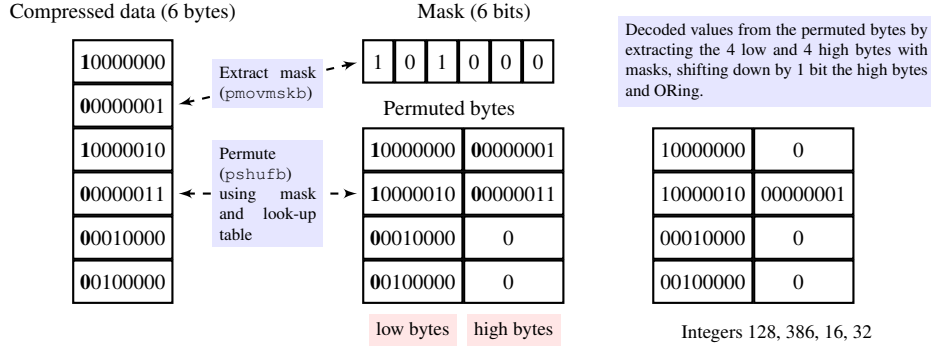 Compressed data (6 bytes)
10000000
00000001
10000010
00000011
00010000
00100000
Extract mask
(pmovmskb)
Permute
(pshufb)
using mask
and look-up
table
Mask (6 bits)
1 0 1 0 0 0
Permuted bytes
10000000 00000001
10000010 00000011
00010000 0
00100000 0
low bytes high bytes
Decoded values from the permuted bytes by
extracting the 4 low and 4 high bytes with
masks, shifting down by 1 bit the high bytes
and ORing.
10000000 0
10000010 00000001
00010000 0
00100000 0
Integers 128, 386, 16, 32